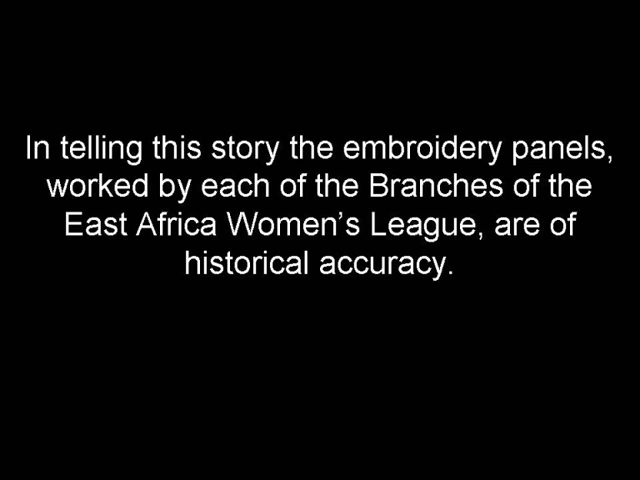 In telling this story the embroidery panels,
worked by each of the Branches of the
East Africa Women’s League, are of
historical accuracy.